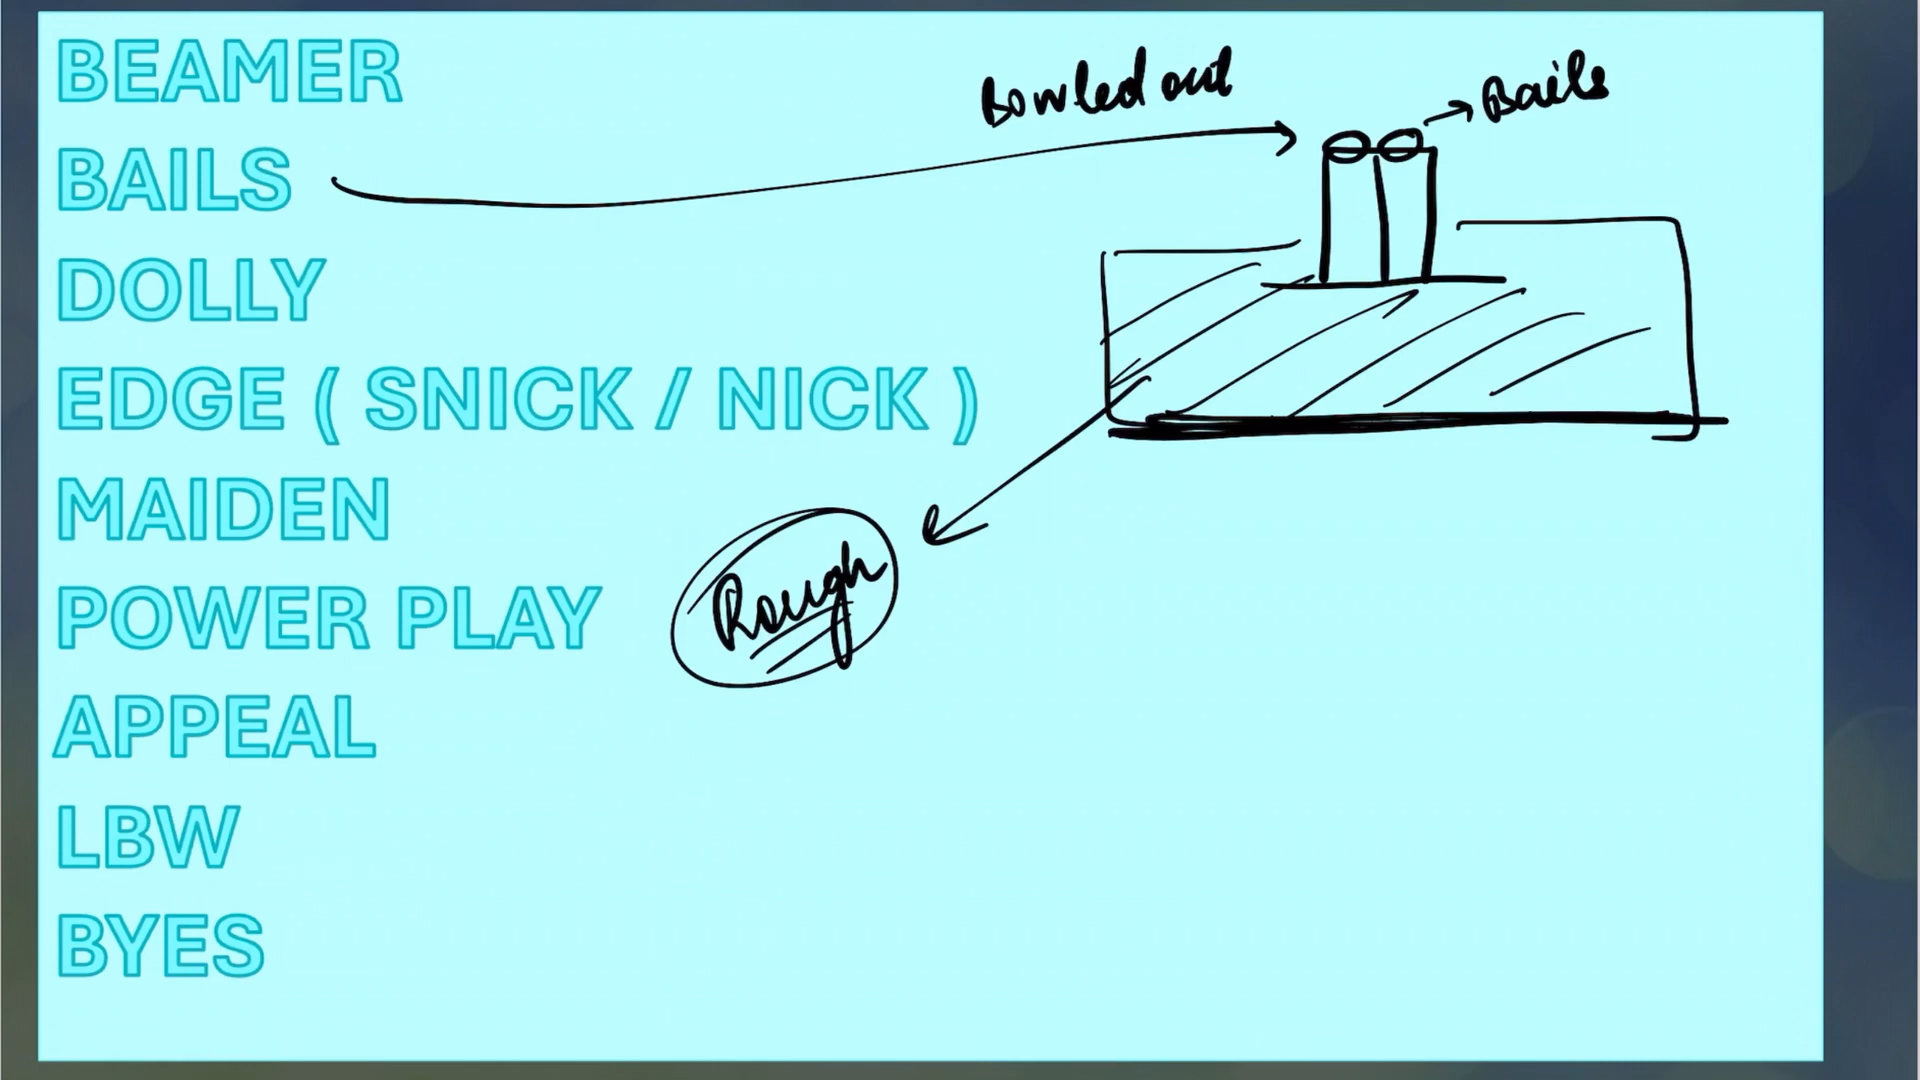 BEAMER
Bowled out
Bails
BAILS
DOLLY
EDGE ( SNICK / NICK )
MAIDEN
Rough
POWER PLAY
APPEAL
LBW
BYES